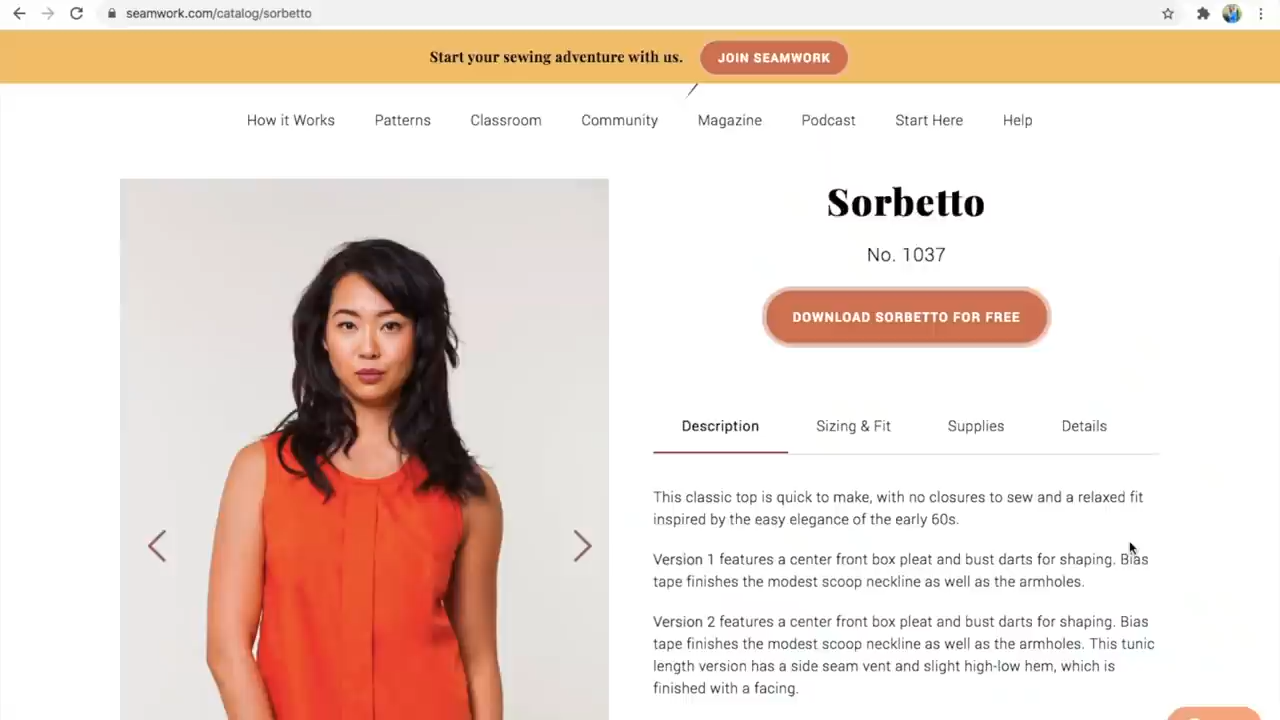 seamwork.com/catalog/sorbetto
Start your sewing adventure with us.
JOIN SEAMWORK
How it Works
Patterns
Classroom
Community
Magazine
Podcast
Start Here
Help
Sorbetto
No. 1037
DOWNLOAD SORBETTO FOR FREE
Description
Sizing & Fit
Supplies
Details
This classic top is quick to make, with no closures to sew and a relaxed fit
inspired by the easy elegance of the early 60s.
Version 1 features a center front box pleat and bust darts for shaping. Bias
tape finishes the modest scoop neckline as well as the armholes.
Version 2 features a center front box pleat and bust darts for shaping. Bias
tape finishes the modest scoop neckline as well as the armholes. This tunic
length version has a side seam vent and slight high-low hem, which is
finished with a facing.